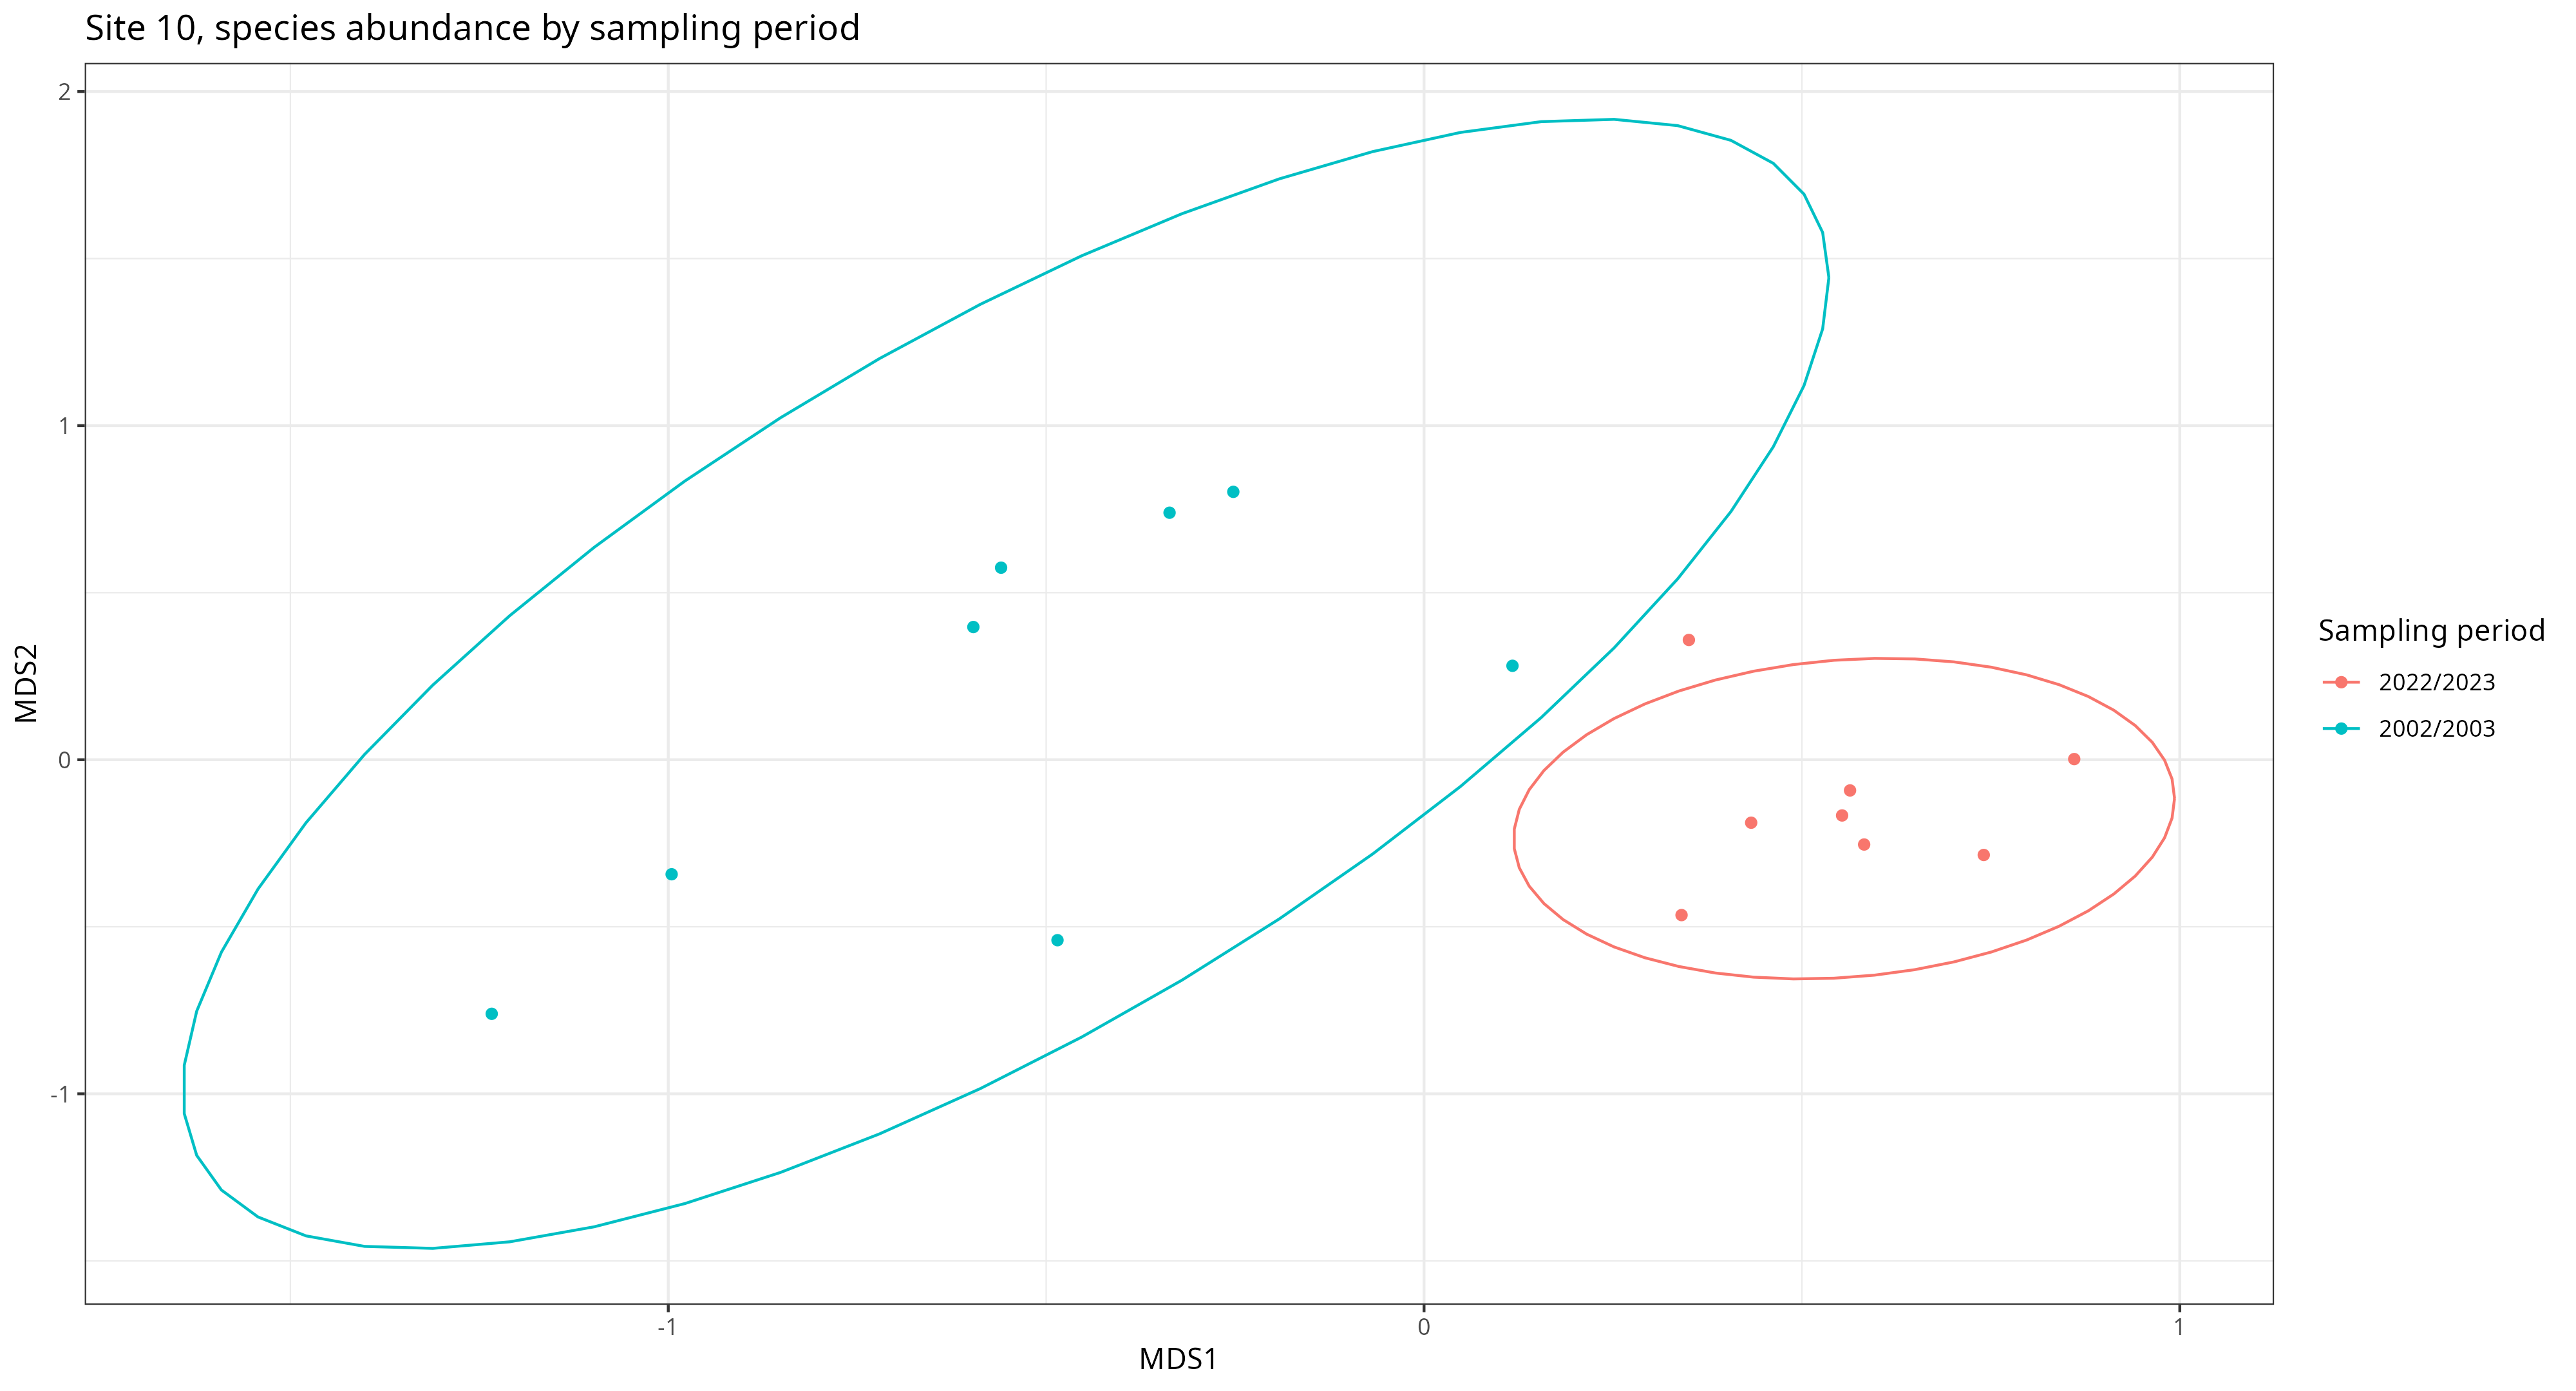 Site 10, species abundance by sampling period
2
1
0
-1
MDS2
-1
0
1
MDS1
Sampling period
2022/2023
2002/2003